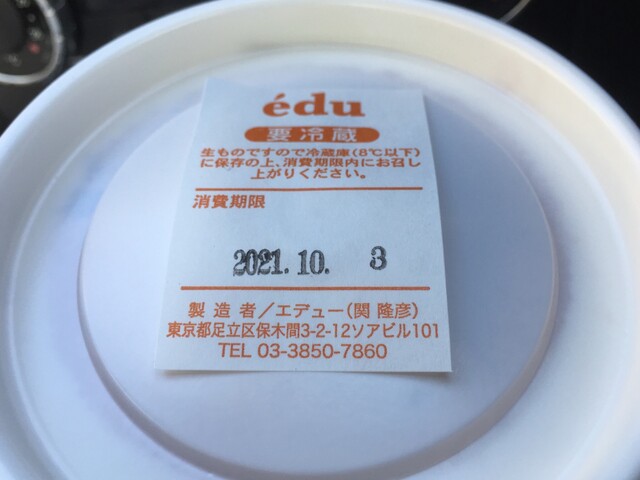 édu
要冷蔵
生ものですので冷蔵庫(8℃以下)
に保存の上、消費期限内にお召し
上がりください。
消費期限
2021.10. 3
製造者/エデュー(関 隆彦)
東京都足立区保木間3-2-12ソアビル101
TEL 03-3850-7860